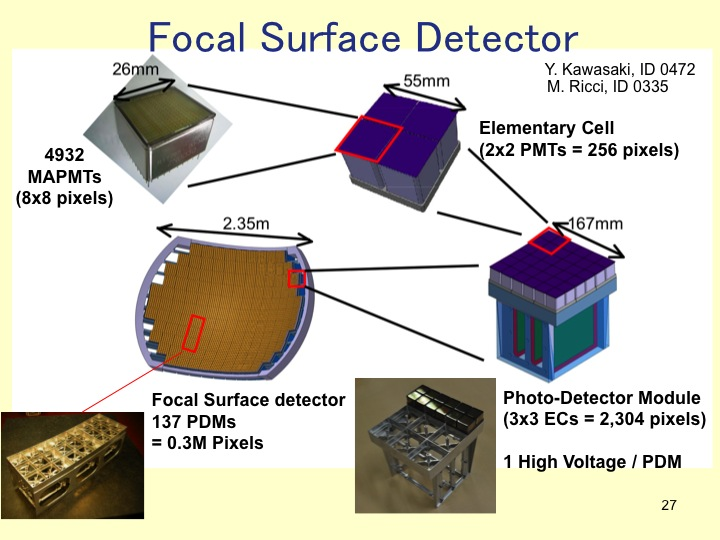 Focal Surface Detector
Y. Kawasaki, ID 0472
M. Ricci, ID 0335
26mm
55mm
Elementary Cell
(2x2 PMTs = 256 pixels)
4932
MAPMTs
(8x8 pixels)
2.35m
167mm
Focal Surface detector
137 PDMs
= 0.3M Pixels
Photo-Detector Module
(3x3 ECs = 2,304 pixels)
1 High Voltage / PDM
27